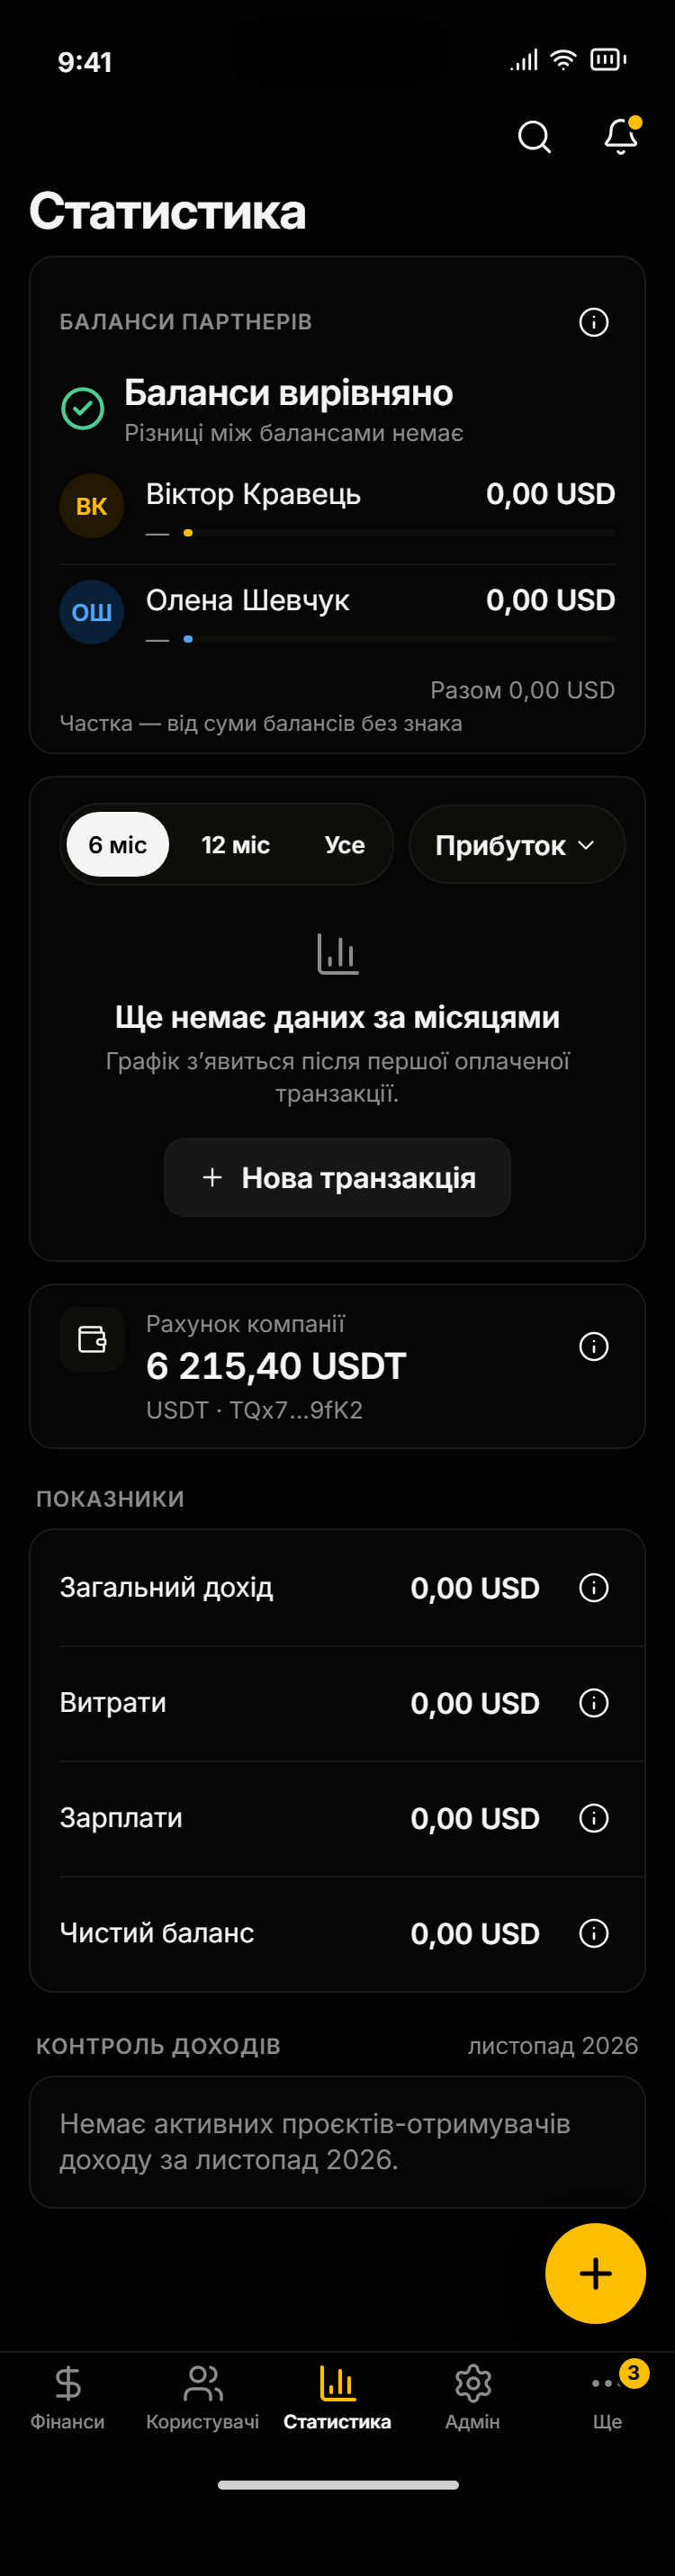 9:41
Статистика
БАЛАНСИ ПАРТНЕРІВ
Баланси вирівняно
Різниці між балансами немає
ВК
Віктор Кравець
0,00 USD
—
ОШ
Олена Шевчук
0,00 USD
—
Разом 0,00 USD
Частка — від суми балансів без знака
6 міс
12 міс
Усе
Прибуток
Ще немає даних за місяцями
Графік з’явиться після першої оплаченої
транзакції.
Нова транзакція
Рахунок компанії
6 215,40 USDT
USDT · TQx7…9fK2
ПОКАЗНИКИ
Загальний дохід
0,00 USD
Витрати
0,00 USD
Зарплати
0,00 USD
Чистий баланс
0,00 USD
КОНТРОЛЬ ДОХОДІВ
листопад 2026
Немає активних проєктів-отримувачів
доходу за листопад 2026.
3
Фінанси
Користувачі
Статистика
Адмін
Ще